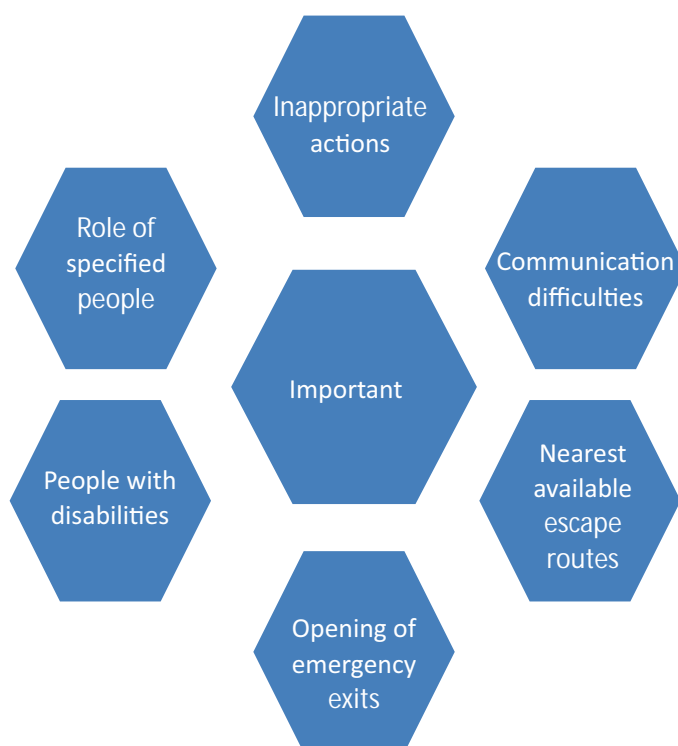 Inappropriate
actions
Role of
specified
people
Communication
difficulties
Important
People with
disabilities
Nearest
available
escape
routes
Opening of
emergency
exits